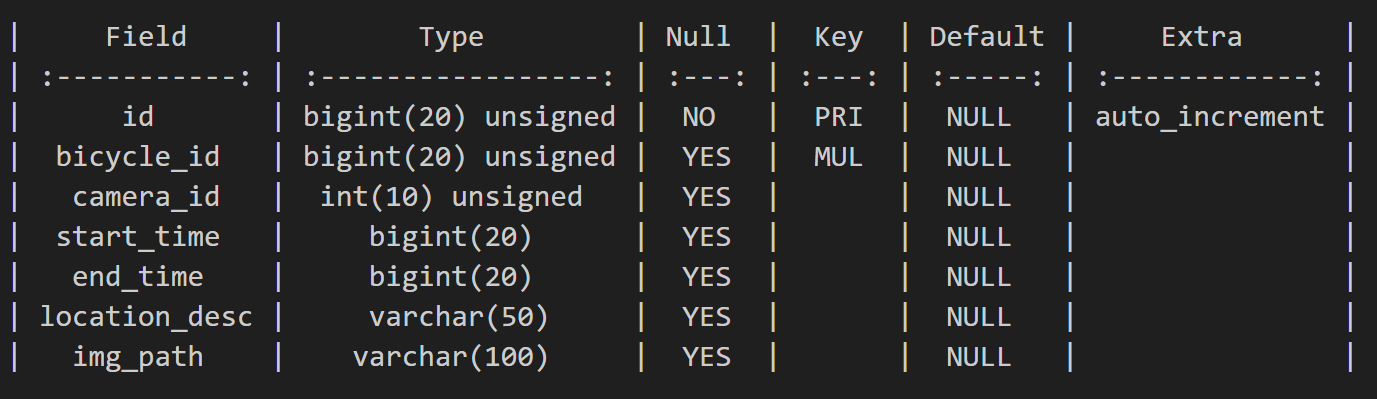 | Field | Type | Null | Key | Default | Extra |
| :-----------: | :-----------------: | :---: | :---: | :-----: | :------------: |
| id | bigint(20) unsigned | NO | PRI | NULL | auto_increment |
| bicycle_id | bigint(20) unsigned | YES | MUL | NULL | |
| camera_id | int(10) unsigned | YES | | NULL | |
| start_time | bigint(20) | YES | | NULL | |
| end_time | bigint(20) | YES | | NULL | |
| location_desc | varchar(50) | YES | | NULL | |
| img_path | varchar(100) | YES | | NULL | |